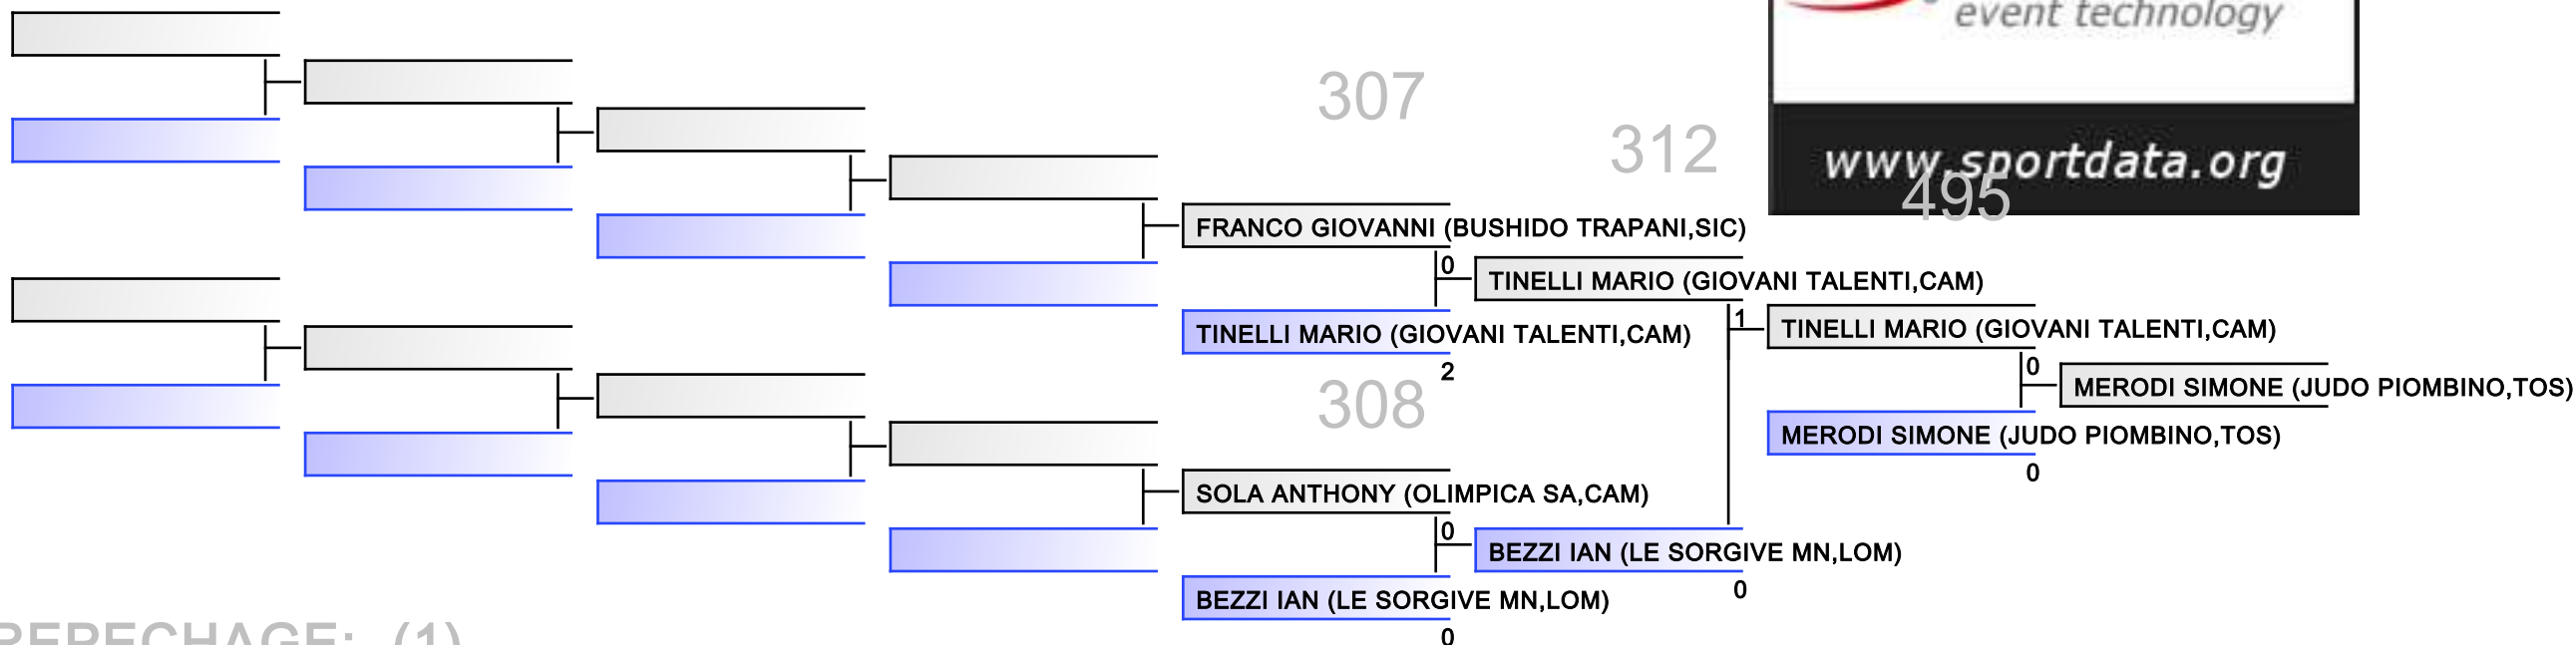 event technology
www.sportdata.org
307
312
495
FRANCO GIOVANNI (BUSHIDO TRAPANI,SIC)
0
TINELLI MARIO (GIOVANI TALENTI,CAM)
1
TINELLI MARIO (GIOVANI TALENTI,CAM)
2
TINELLI MARIO (GIOVANI TALENTI,CAM)
0
MERODI SIMONE (JUDO PIOMBINO,TOS)
308
MERODI SIMONE (JUDO PIOMBINO,TOS)
0
SOLA ANTHONY (OLIMPICA SA,CAM)
0
BEZZI IAN (LE SORGIVE MN,LOM)
0
BEZZI IAN (LE SORGIVE MN,LOM)
0
REPECHAGE: (1)